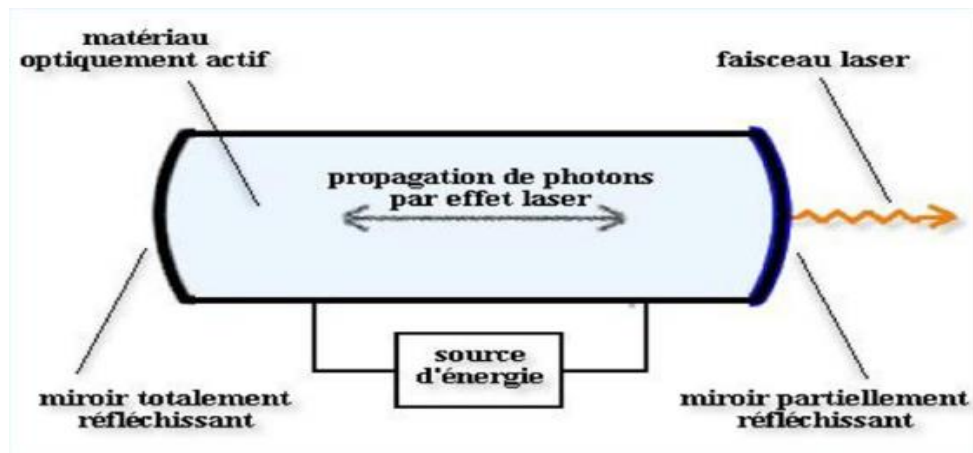 matériau
optiquement actif
faisceau laser
propagation de photons
par effet laser
source
d'énergie
miroir totalement
réfléchissant
miroir partiellement
réfléchissant